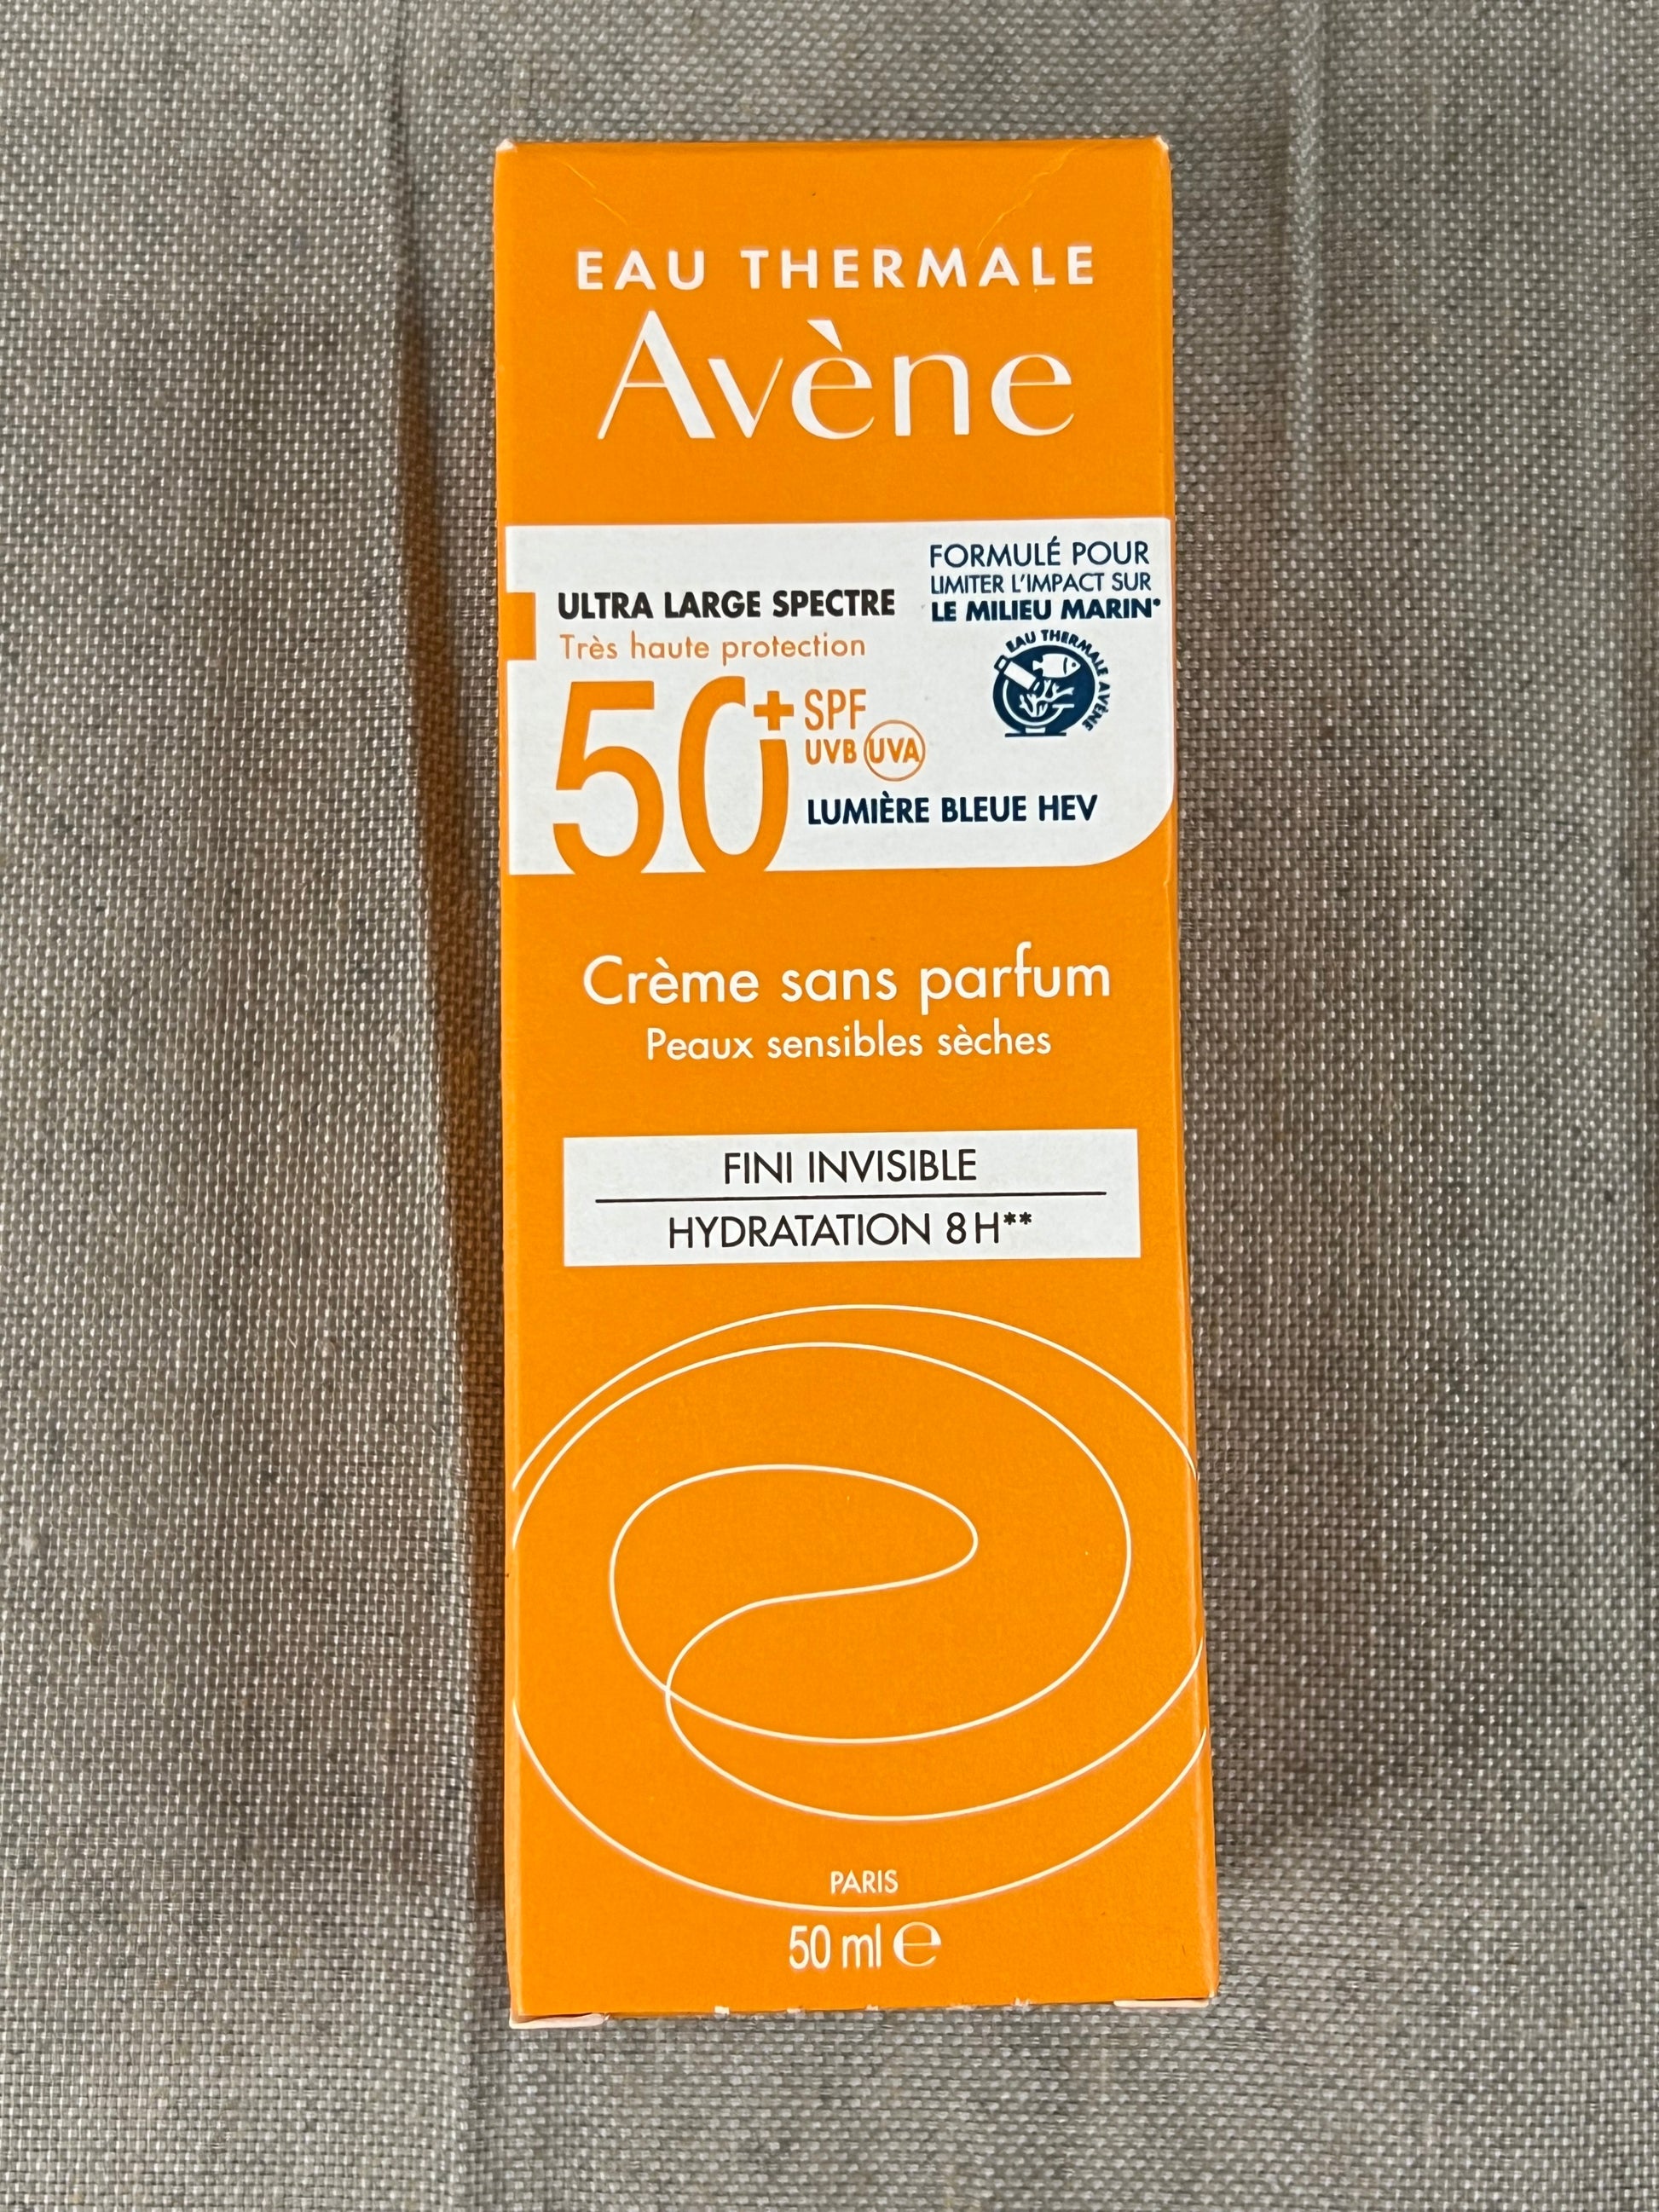 EAU THERMALE
Avène
ULTRA LARGE SPECTRE
Très haute protection
50+ SPF
UVB UVA
LUMIÈRE BLEUE HEV
FORMULÉ POUR
LIMITER L'IMPACT SUR
LE MILIEU MARIN*
EAU THERMALE AVÈNE
Crème sans parfum
Peaux sensibles sèches
FINI INVISIBLE
HYDRATATION 8H**
PARIS
50 ml e